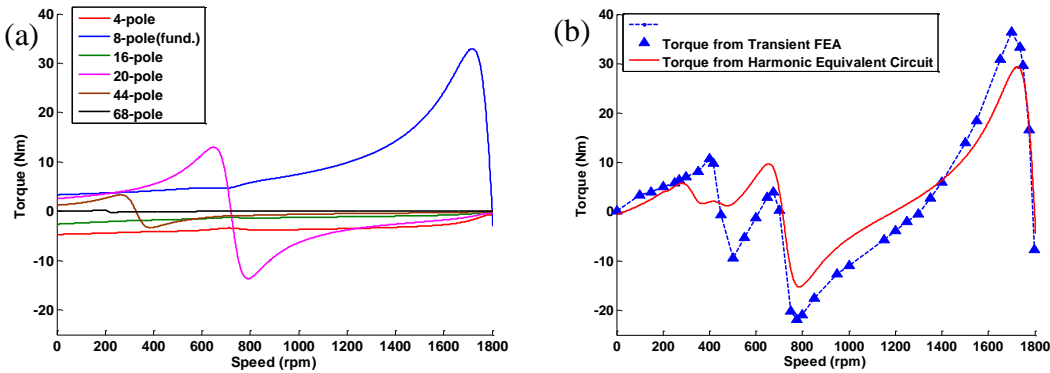 (a)
4-pole
8-pole(fund.)
16-pole
20-pole
44-pole
68-pole
40
30
20
10
0
-10
-20
Torque (Nm)
0 200 400 600 800 1000 1200 1400 1600 1800
Speed (rpm)
(b)
Torque from Transient FEA
Torque from Harmonic Equivalent Circuit
40
30
20
10
0
-10
-20
Torque (Nm)
0 200 400 600 800 1000 1200 1400 1600 1800
Speed (rpm)